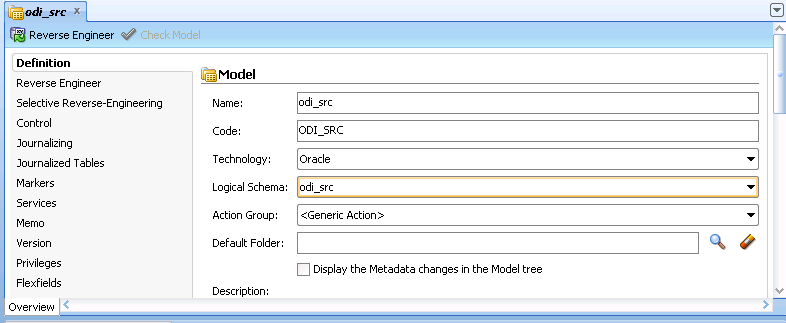 odi_src
Reverse Engineer Check Model
Definition
Reverse Engineer
Selective Reverse-Engineering
Control
Journalizing
Journalized Tables
Markers
Services
Memo
Version
Privileges
Flexfields
Model
Name: odi_src
Code: ODI_SRC
Technology: Oracle
Logical Schema: odi_src
Action Group: <Generic Action>
Default Folder:
Display the Metadata changes in the Model tree
Description:
Overview